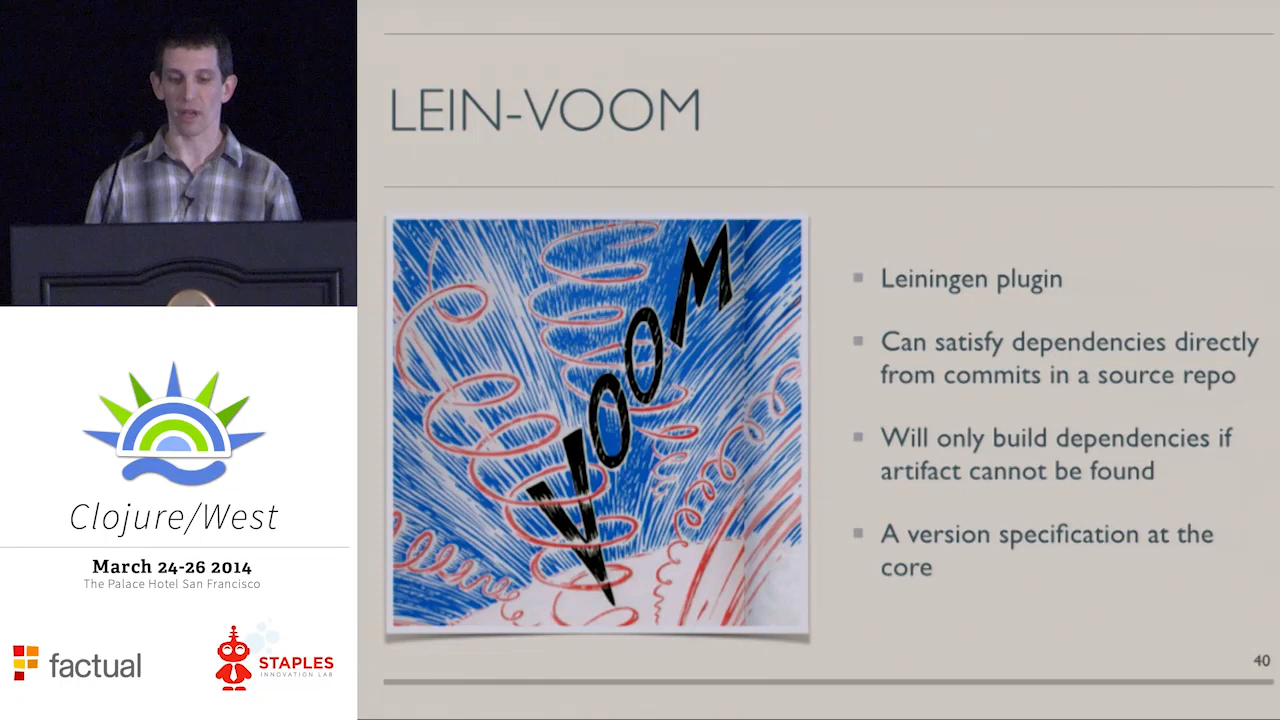 LEIN-VOOM
VOOM
Leiningen plugin
Can satisfy dependencies directly
from commits in a source repo
Will only build dependencies if
artifact cannot be found
A version specification at the
core
40
Clojure/West
March 24-26 2014
The Palace Hotel San Francisco
factual
STAPLES
INNOVATION LAB